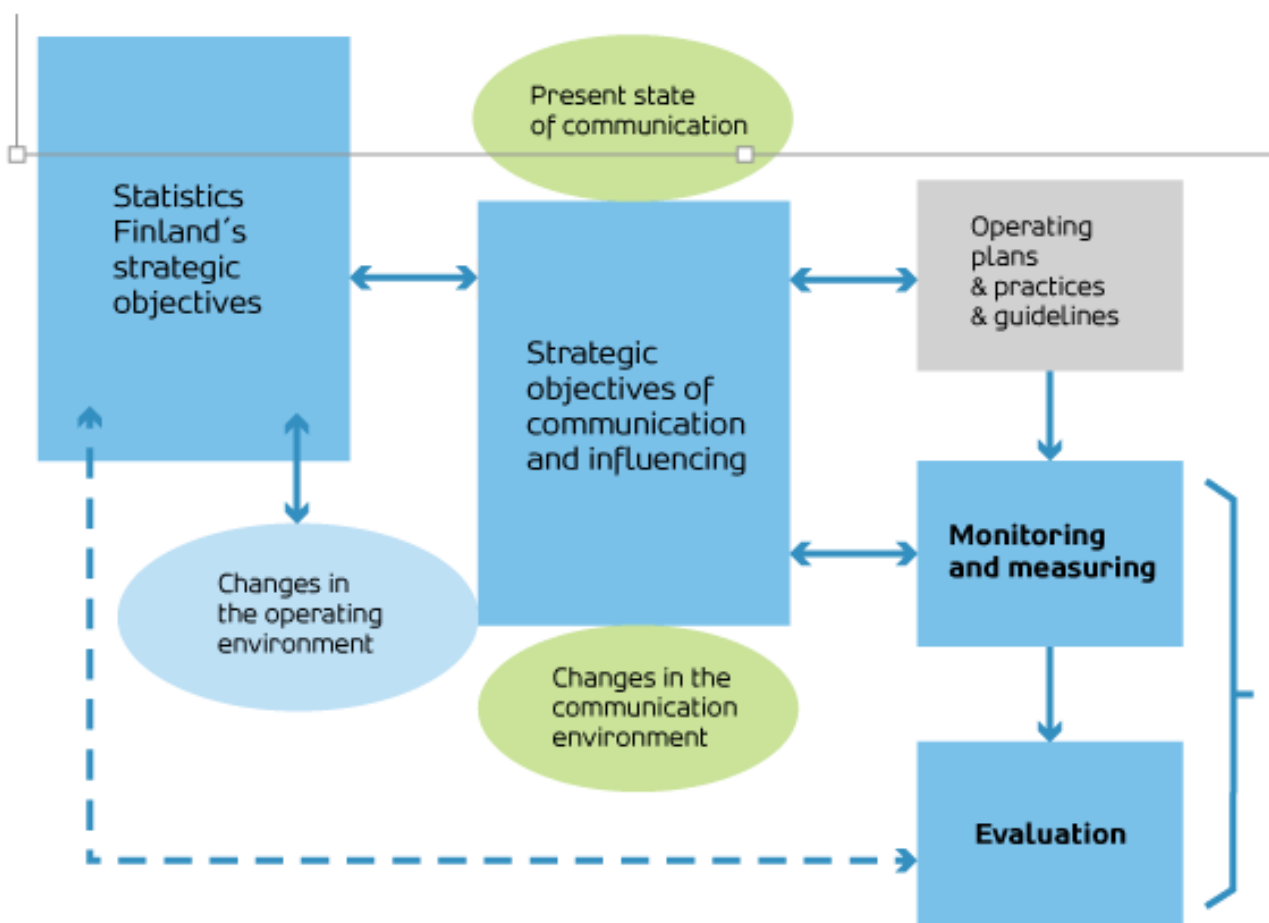 Present state
of communication
Statistics
Finland´s
strategic
objectives
Operating
plans
& practices
& guidelines
Strategic
objectives of
communication
and influencing
Monitoring
and measuring
Changes in
the operating
environment
Changes in the
communication
environment
Evaluation